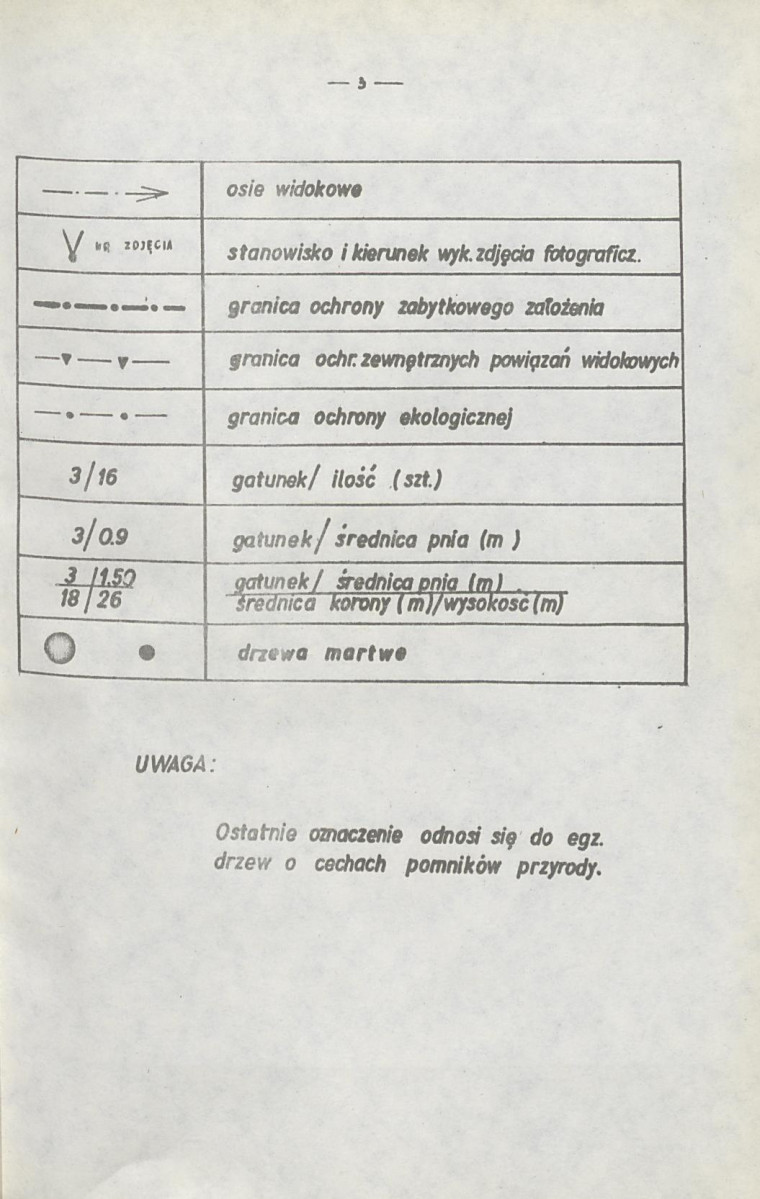 — 3 —
osie widokowe
NR ZDJĘCIA
stanowisko i kierunek wyk. zdjęcia fotograficz.
granica ochrony zabytkowego założenia
granica ochr. zewnętrznych powiązań widokowych
granica ochrony ekologicznej
3/16
gatunek/ ilość (szt.)
3/0.9
gatunek/ średnica pnia (m )
3 /1.50
18 / 26
gatunek/ średnica pnia (m)
średnica korony (m)/wysokosć (m)
drzewa martwe
UWAGA:
Ostatnie oznaczenie odnosi się do egz.
drzew o cechach pomników przyrody.